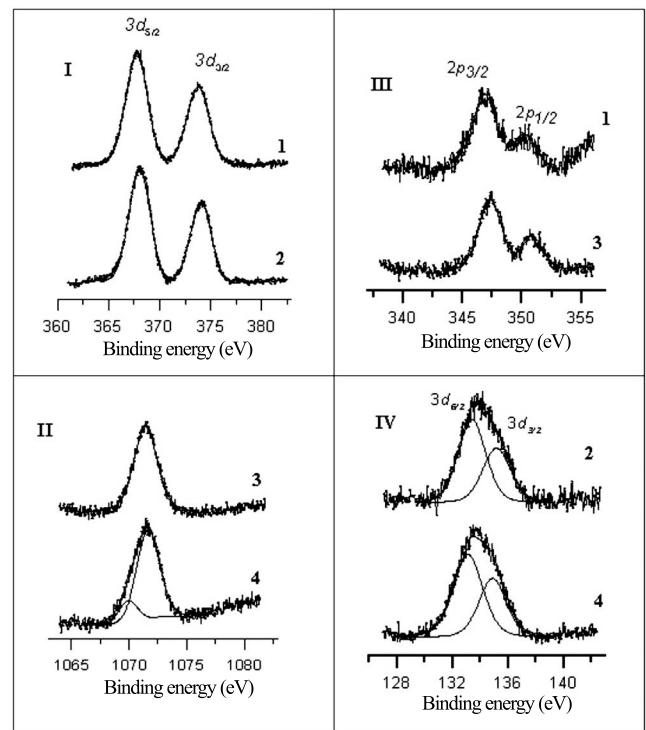 I
3d5/2
3d3/2
1
2
360 365 370 375 380
Binding energy (eV)
III
2p3/2
2p1/2
1
3
340 345 350 355
Binding energy (eV)
II
3
4
1065 1070 1075 1080
Binding energy (eV)
IV
3d6/2
3d3/2
2
4
128 132 136 140
Binding energy (eV)